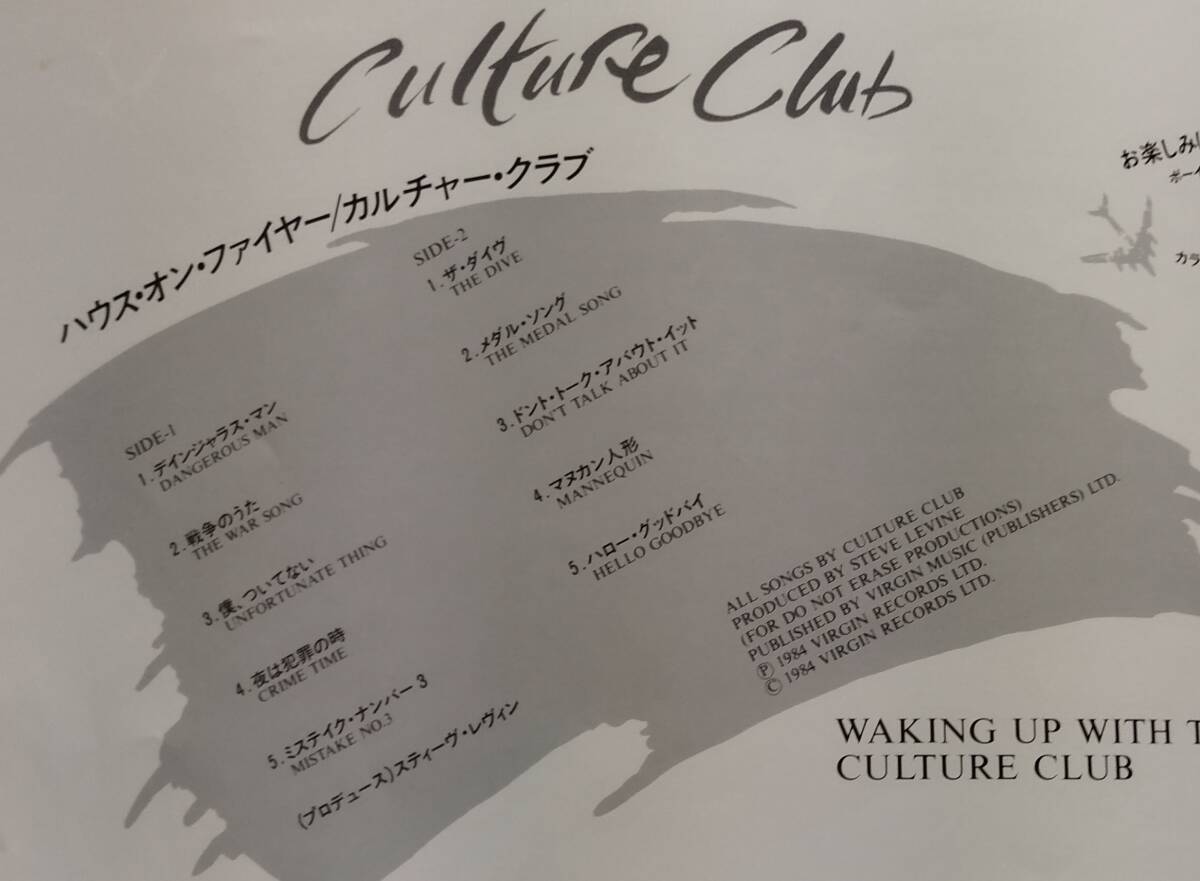 Culture Club
ハウス・オン・ファイヤー/カルチャー・クラブ
SIDE-1
1.デインジャラス・マン
DANGEROUS MAN
2.戦争のうた
THE WAR SONG
3.僕、ついてない
UNFORTUNATE THING
4.夜は犯罪の時
CRIME TIME
5.ミステイク・ナンバー3
MISTAKE NO.3
(プロデュース)スティーヴ・レヴィン
SIDE-2
1.ザ・ダイヴ
THE DIVE
2.メダル・ソング
THE MEDAL SONG
3.ドント・トーク・アバウト・イット
DON'T TALK ABOUT IT
4.マヌカン人形
MANNEQUIN
5.ハロー・グッドバイ
HELLO GOODBYE
ALL SONGS BY CULTURE CLUB
PRODUCED BY STEVE LEVINE
(FOR DO NOT ERASE PRODUCTIONS)
PUBLISHED BY VIRGIN MUSIC (PUBLISHERS) LTD.
Ⓟ 1984 VIRGIN RECORDS LTD.
© 1984 VIRGIN RECORDS LTD.
お楽しみ
ボーイ
カラ
WAKING UP WITH T
CULTURE CLUB